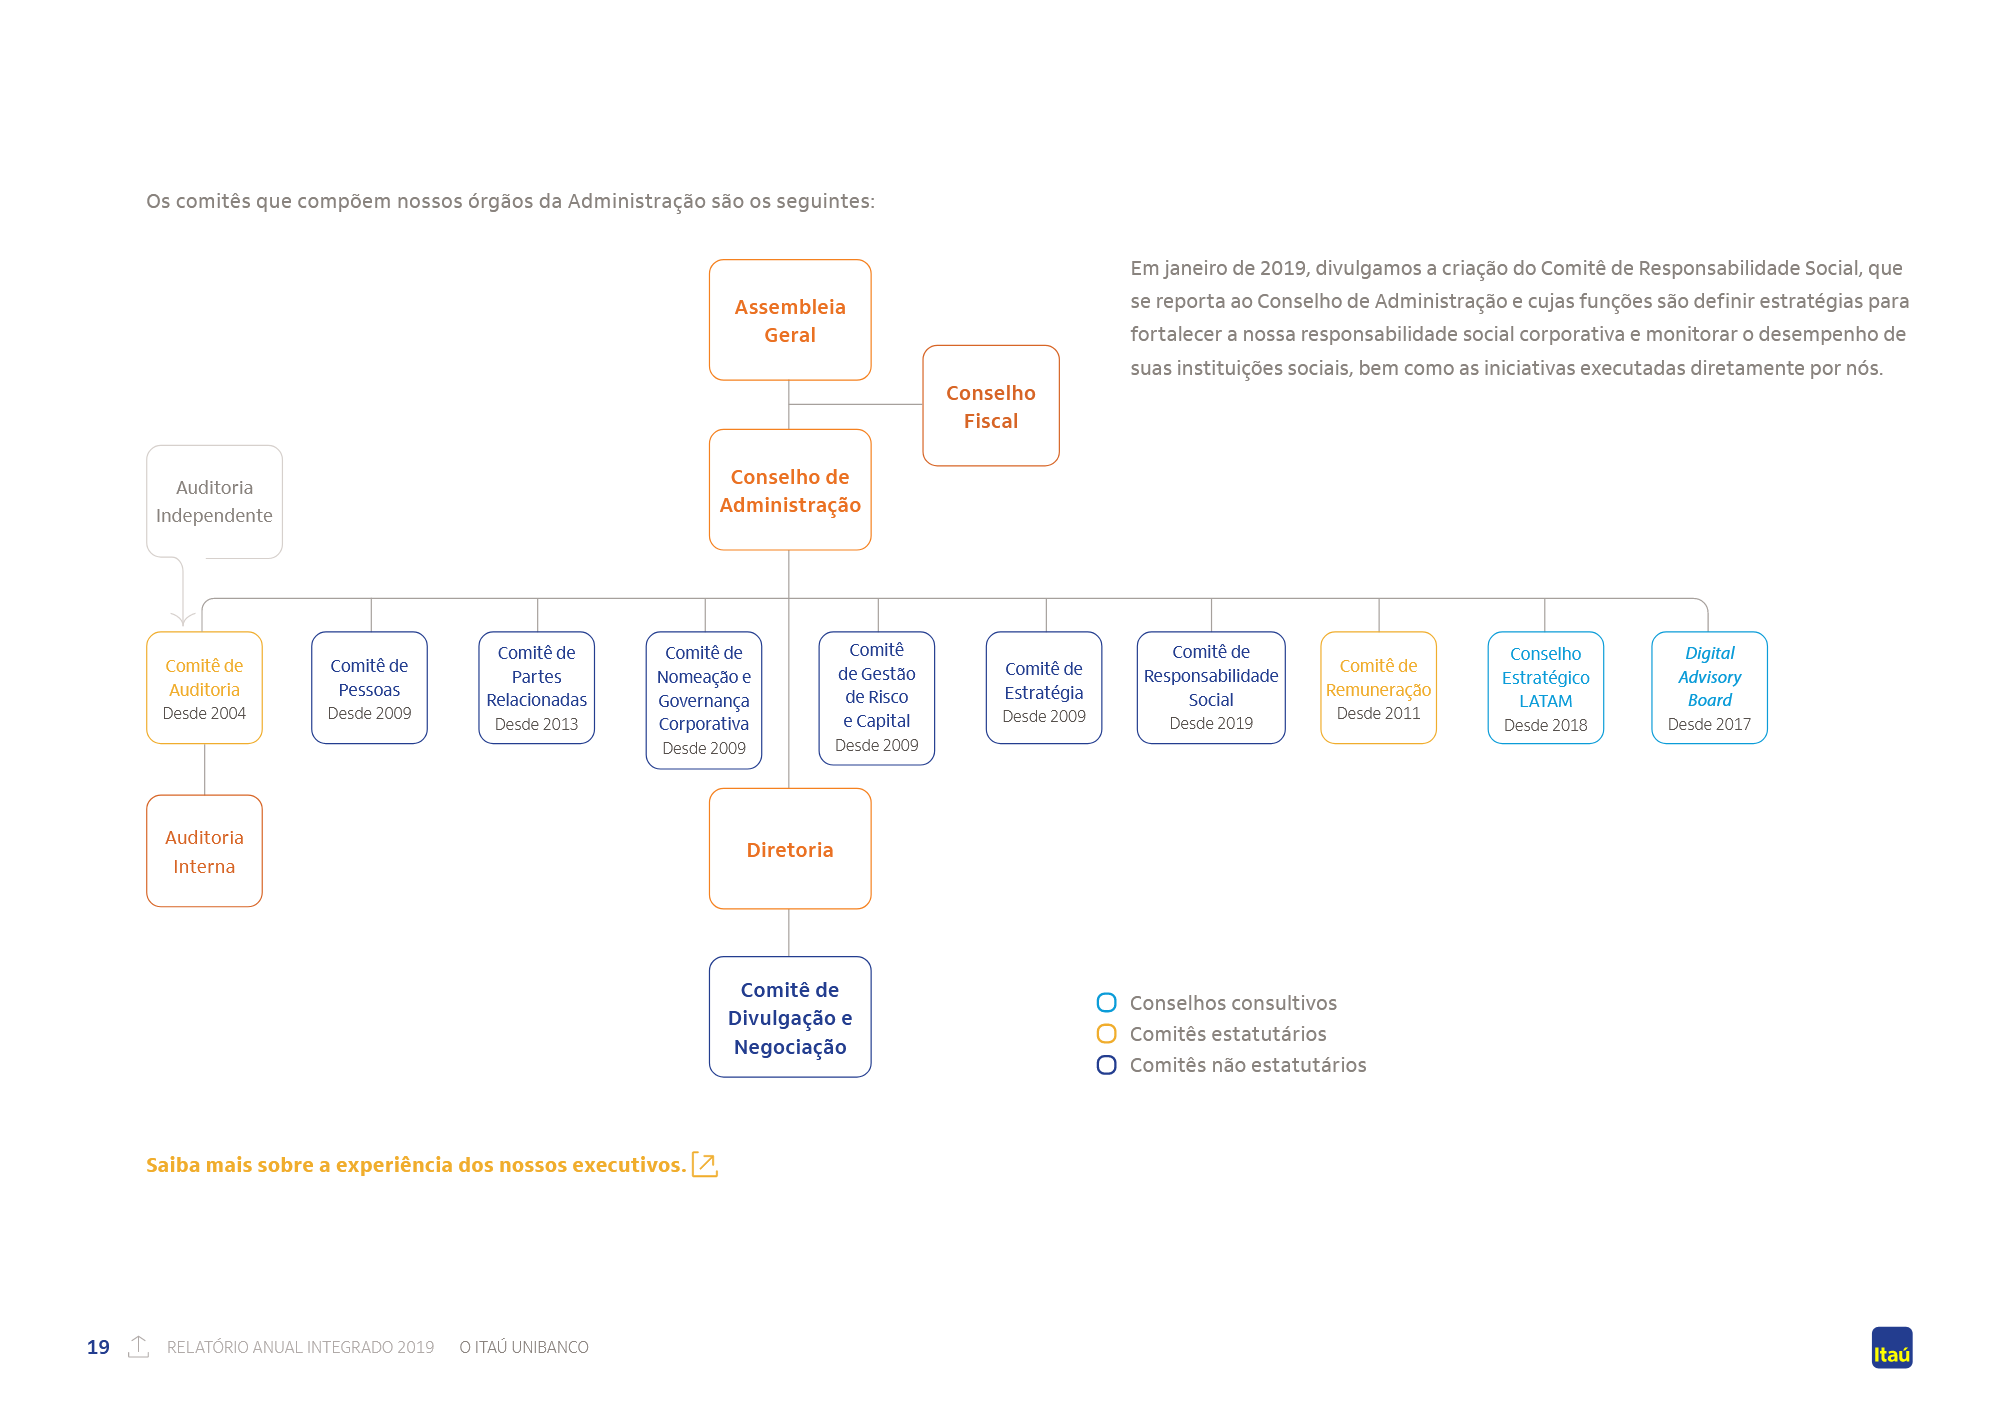 Os comitês que compõem nossos órgãos da Administração são os seguintes:
Em janeiro de 2019, divulgamos a criação do Comitê de Responsabilidade Social, que
se reporta ao Conselho de Administração e cujas funções são definir estratégias para
fortalecer a nossa responsabilidade social corporativa e monitorar o desempenho de
suas instituições sociais, bem como as iniciativas executadas diretamente por nós.
Assembleia
Geral
Conselho
Fiscal
Conselho de
Administração
Auditoria
Independente
Comitê de
Auditoria
Desde 2004
Comitê de
Pessoas
Desde 2009
Comitê de
Partes
Relacionadas
Desde 2013
Comitê de
Nomeação e
Governança
Corporativa
Desde 2009
Comitê
de Gestão
de Risco
e Capital
Desde 2009
Comitê de
Estratégia
Desde 2009
Comitê de
Responsabilidade
Social
Desde 2019
Comitê de
Remuneração
Desde 2011
Conselho
Estratégico
LATAM
Desde 2018
Digital
Advisory
Board
Desde 2017
Auditoria
Interna
Diretoria
Comitê de
Divulgação e
Negociação
Conselhos consultivos
Comitês estatutários
Comitês não estatutários
Saiba mais sobre a experiência dos nossos executivos.
19 RELATÓRIO ANUAL INTEGRADO 2019 O ITAÚ UNIBANCO
Itaú